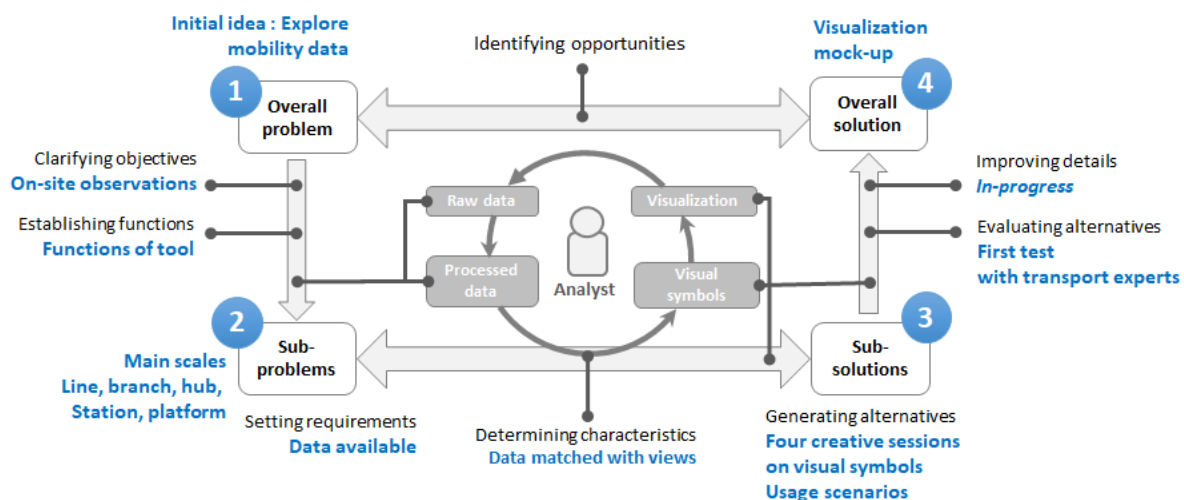 Initial idea : Explore
mobility data
Identifying opportunities
Visualization
mock-up
1
Overall
problem
4
Overall
solution
Clarifying objectives
On-site observations
Establishing functions
Functions of tool
Raw data
Processed
data
Analyst
Visualization
Visual
symbols
Improving details
In-progress
Evaluating alternatives
First test
with transport experts
2
Sub-
problems
Main scales
Line, branch, hub,
Station, platform
Setting requirements
Data available
Determining characteristics
Data matched with views
3
Sub-
solutions
Generating alternatives
Four creative sessions
on visual symbols
Usage scenarios